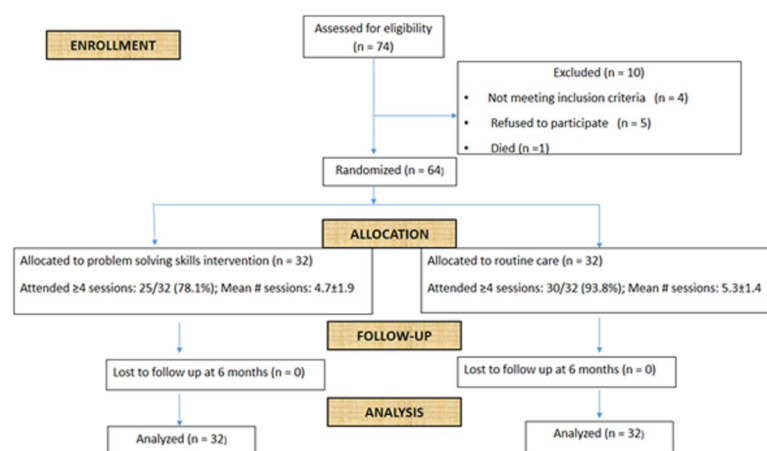 Assessed for eligibility
(n = 74)
ENROLLMENT
Excluded (n = 10)
• Not meeting inclusion criteria (n = 4)
• Refused to participate (n = 5)
• Died (n =1)
Randomized (n = 64)
ALLOCATION
Allocated to problem solving skills intervention (n = 32)
Attended ≥4 sessions: 25/32 (78.1%); Mean # sessions: 4.7±1.9
Allocated to routine care (n = 32)
Attended ≥4 sessions: 30/32 (93.8%); Mean # sessions: 5.3±1.4
FOLLOW-UP
Lost to follow up at 6 months (n = 0)
Lost to follow up at 6 months (n = 0)
ANALYSIS
Analyzed (n = 32)
Analyzed (n = 32)